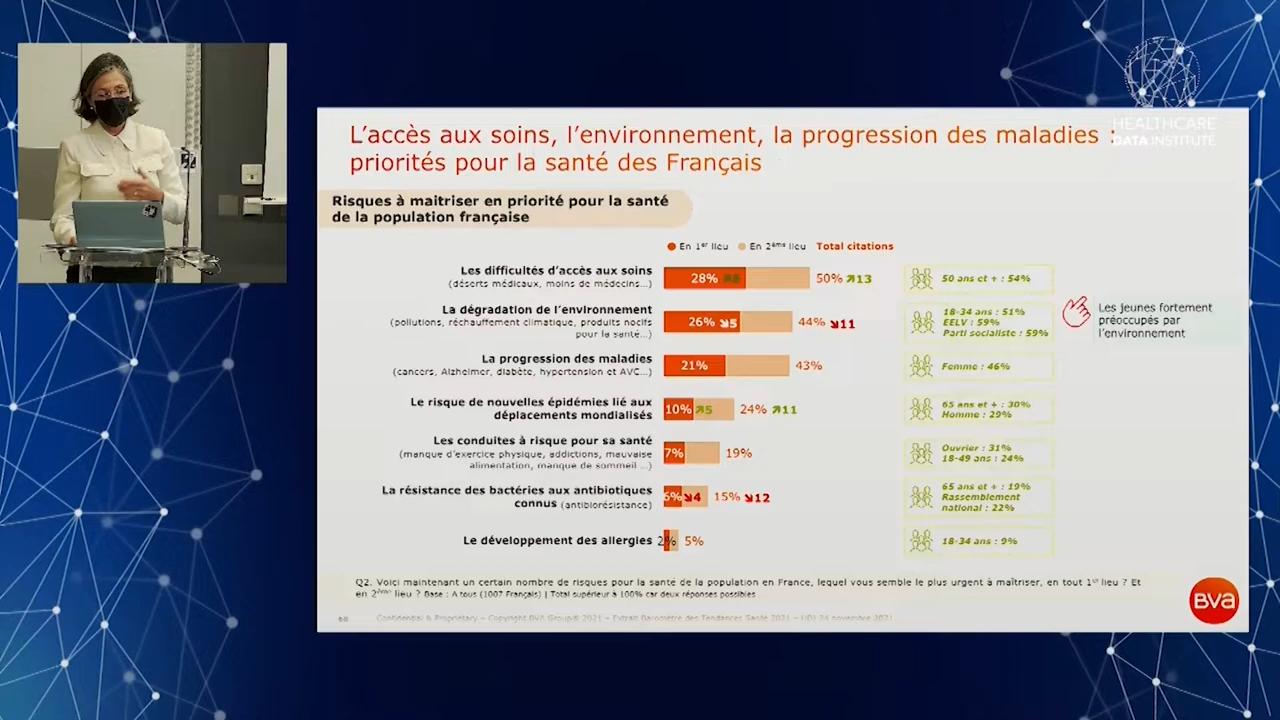 HEALTHCARE
DATA INSTITUTE
L'accès aux soins, l'environnement, la progression des maladies :
priorités pour la santé des Français
Risques à maitriser en priorité pour la santé
de la population française
En 1er lieu En 2ème lieu Total citations
Les difficultés d'accès aux soins
(déserts médicaux, moins de médecins...)
28% 50% ↗13
50 ans et + : 54%
La dégradation de l'environnement
(pollutions, réchauffement climatique, produits nocifs
pour la santé...)
26% ↘5 44% ↘11
18-34 ans : 51%
EELV : 59%
Parti socialiste : 59%
Les jeunes fortement
préoccupés par
l'environnement
La progression des maladies
(cancers, Alzheimer, diabète, hypertension et AVC...)
21% 43%
Femme : 46%
Le risque de nouvelles épidémies lié aux
déplacements mondialisés
10% ↗5 24% ↗11
65 ans et + : 30%
Homme : 29%
Les conduites à risque pour sa santé
(manque d'exercice physique, addictions, mauvaise
alimentation, manque de sommeil ...)
7% 19%
Ouvrier : 31%
18-49 ans : 24%
La résistance des bactéries aux antibiotiques
connus (antibiorésistance)
6% ↘4 15% ↘12
65 ans et + : 19%
Rassemblement
national : 22%
Le développement des allergies
2% 5%
18-34 ans : 9%
Q2. Voici maintenant un certain nombre de risques pour la santé de la population en France, lequel vous semble le plus urgent à maîtriser, en tout 1er lieu ? Et
en 2ème lieu ? Base : A tous (1007 Français) | Total supérieur à 100% car deux réponses possibles
BVA
Confidential & Proprietary – Copyright BVA Group® 2021 – Extrait Baromètre des Tendances Santé 2021 – 24 novembre 2021